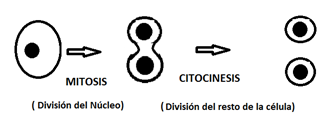 MITOSIS
CITOCINESIS
( División del Núcleo)
(División del resto de la célula)